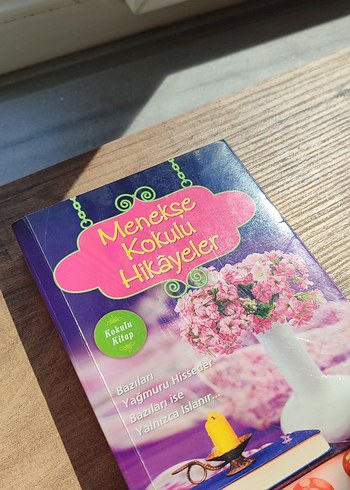 Menekşe
Kokulu
Hikâyeler
Kokulu
Kitap
Bazıları
Yağmuru Hisseder
Bazıları ise
Yalnızca Islanır...